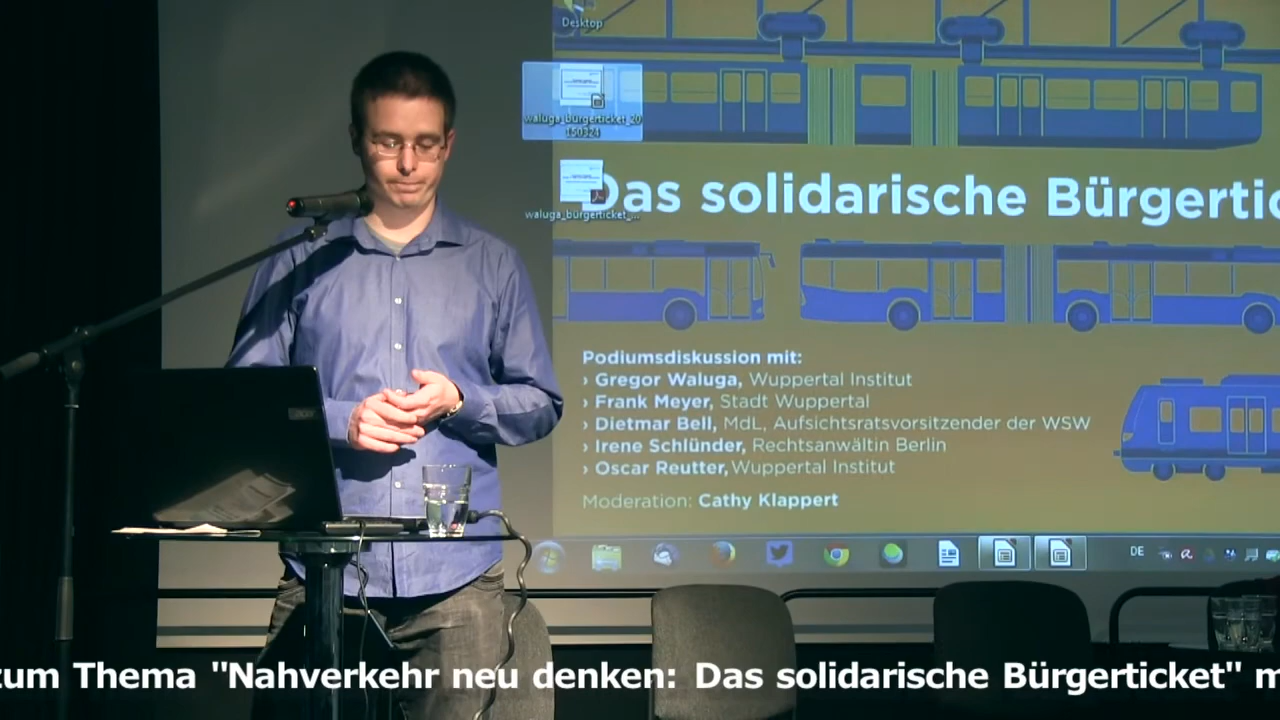 Desktop
waluga_bürgerticket_20
150324
waluga_bürgerticket_...
Das solidarische Bürgertic
Podiumsdiskussion mit:
› Gregor Waluga, Wuppertal Institut
› Frank Meyer, Stadt Wuppertal
› Dietmar Bell, MdL, Aufsichtsratsvorsitzender der WSW
› Irene Schlünder, Rechtsanwältin Berlin
› Oscar Reutter, Wuppertal Institut
Moderation: Cathy Klappert
DE
zum Thema "Nahverkehr neu denken: Das solidarische Bürgerticket" m